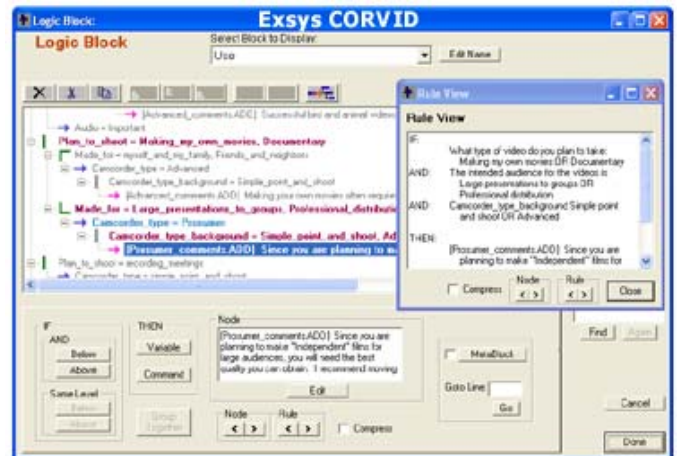 Logic Block:
Exsys CORVID
Logic Block
Select Block to Display:
Use
Edit Name
[Advanced_comments.ADD] Successful bird and animal videos
Audio = Important
Plan_to_shoot = Making_my_own_movies, Documentary
Made_for = myself_and_my_family, Friends_and_neighbors
Camcorder_type = Advanced
Camcorder_type_background = Simple_point_and_shoot
[Advanced_comments.ADD] Making your own movies often require
Made_for = Large_presentations_to_groups, Professional_distributi
Camcorder_type = Prosumer
Camcorder_type_background = Simple_point_and_shoot, Ad
[Prosumer_comments.ADD] Since you are planning to ma
Plan_to_shoot = recording_meetings
Camcorder_type = simple_point_and_shoot
Rule View
Rule View
IF:
What type of video do you plan to take:
Making my own movies OR Documentary
AND: The intended audience for the videos is
Large presentations to groups OR
Professional distribution
AND: Camcorder_type_background Simple point
and shoot OR Advanced
THEN:
[Prosumer_comments.ADD] Since you are
planning to make "Independent" films for
Compress
Node
< >
Rule
< >
Close
IF
AND
Below
Above
Same Level
Below
Above
THEN
Variable
Command
Group
Together
Node
[Prosumer_comments.ADD] Since you are
planning to make "Independent" films for
large audiences, you will need the best
quality you can obtain. I recommend moving
Edit
Node
< >
Rule
< >
Compress
MetaBlock
Goto Line:
Go
Find
Again
Cancel
Done